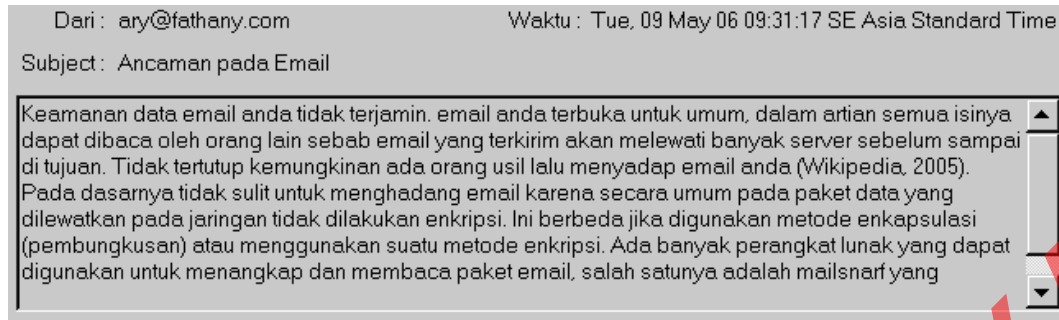 Dari : ary@fathany.com Waktu : Tue, 09 May 06 09:31:17 SE Asia Standard Time
Subject : Ancaman pada Email
Keamanan data email anda tidak terjamin. email anda terbuka untuk umum, dalam artian semua isinya
dapat dibaca oleh orang lain sebab email yang terkirim akan melewati banyak server sebelum sampai
di tujuan. Tidak tertutup kemungkinan ada orang usil lalu menyadap email anda (Wikipedia, 2005).
Pada dasarnya tidak sulit untuk menghadang email karena secara umum pada paket data yang
dilewatkan pada jaringan tidak dilakukan enkripsi. Ini berbeda jika digunakan metode enkapsulasi
(pembungkusan) atau menggunakan suatu metode enkripsi. Ada banyak perangkat lunak yang dapat
digunakan untuk menangkap dan membaca paket email, salah satunya adalah mailsnarf yang